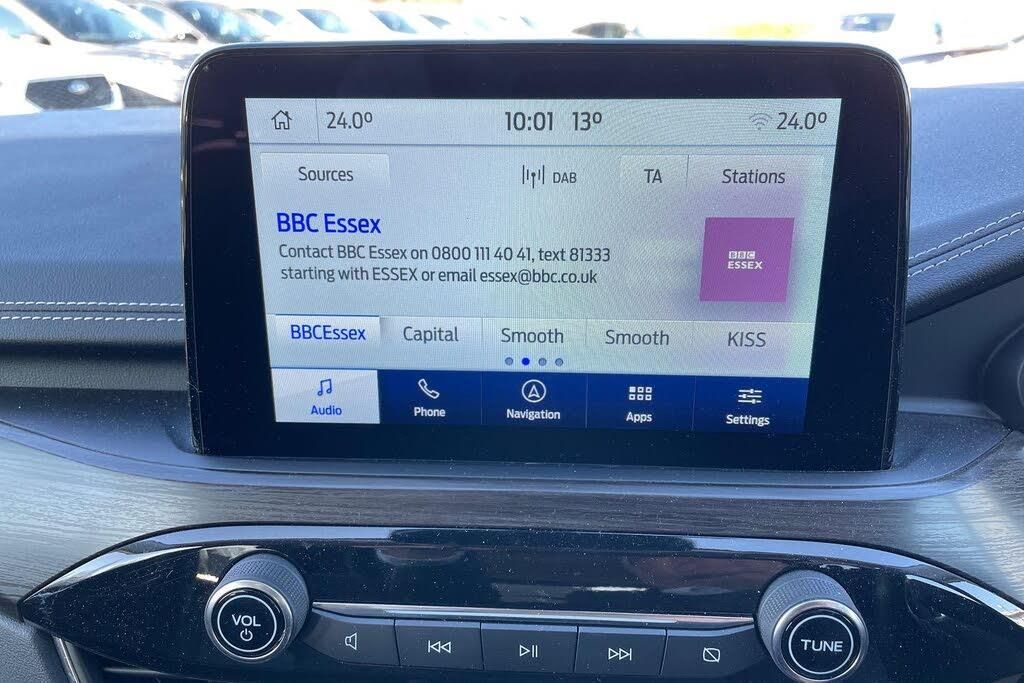 24.0º 10:01 13º 24.0º
Sources DAB TA Stations
BBC Essex
Contact BBC Essex on 0800 111 40 41, text 81333
starting with ESSEX or email essex@bbc.co.uk
BBC
ESSEX
BBCEssex Capital Smooth Smooth KISS
Audio Phone Navigation Apps Settings
VOL
TUNE